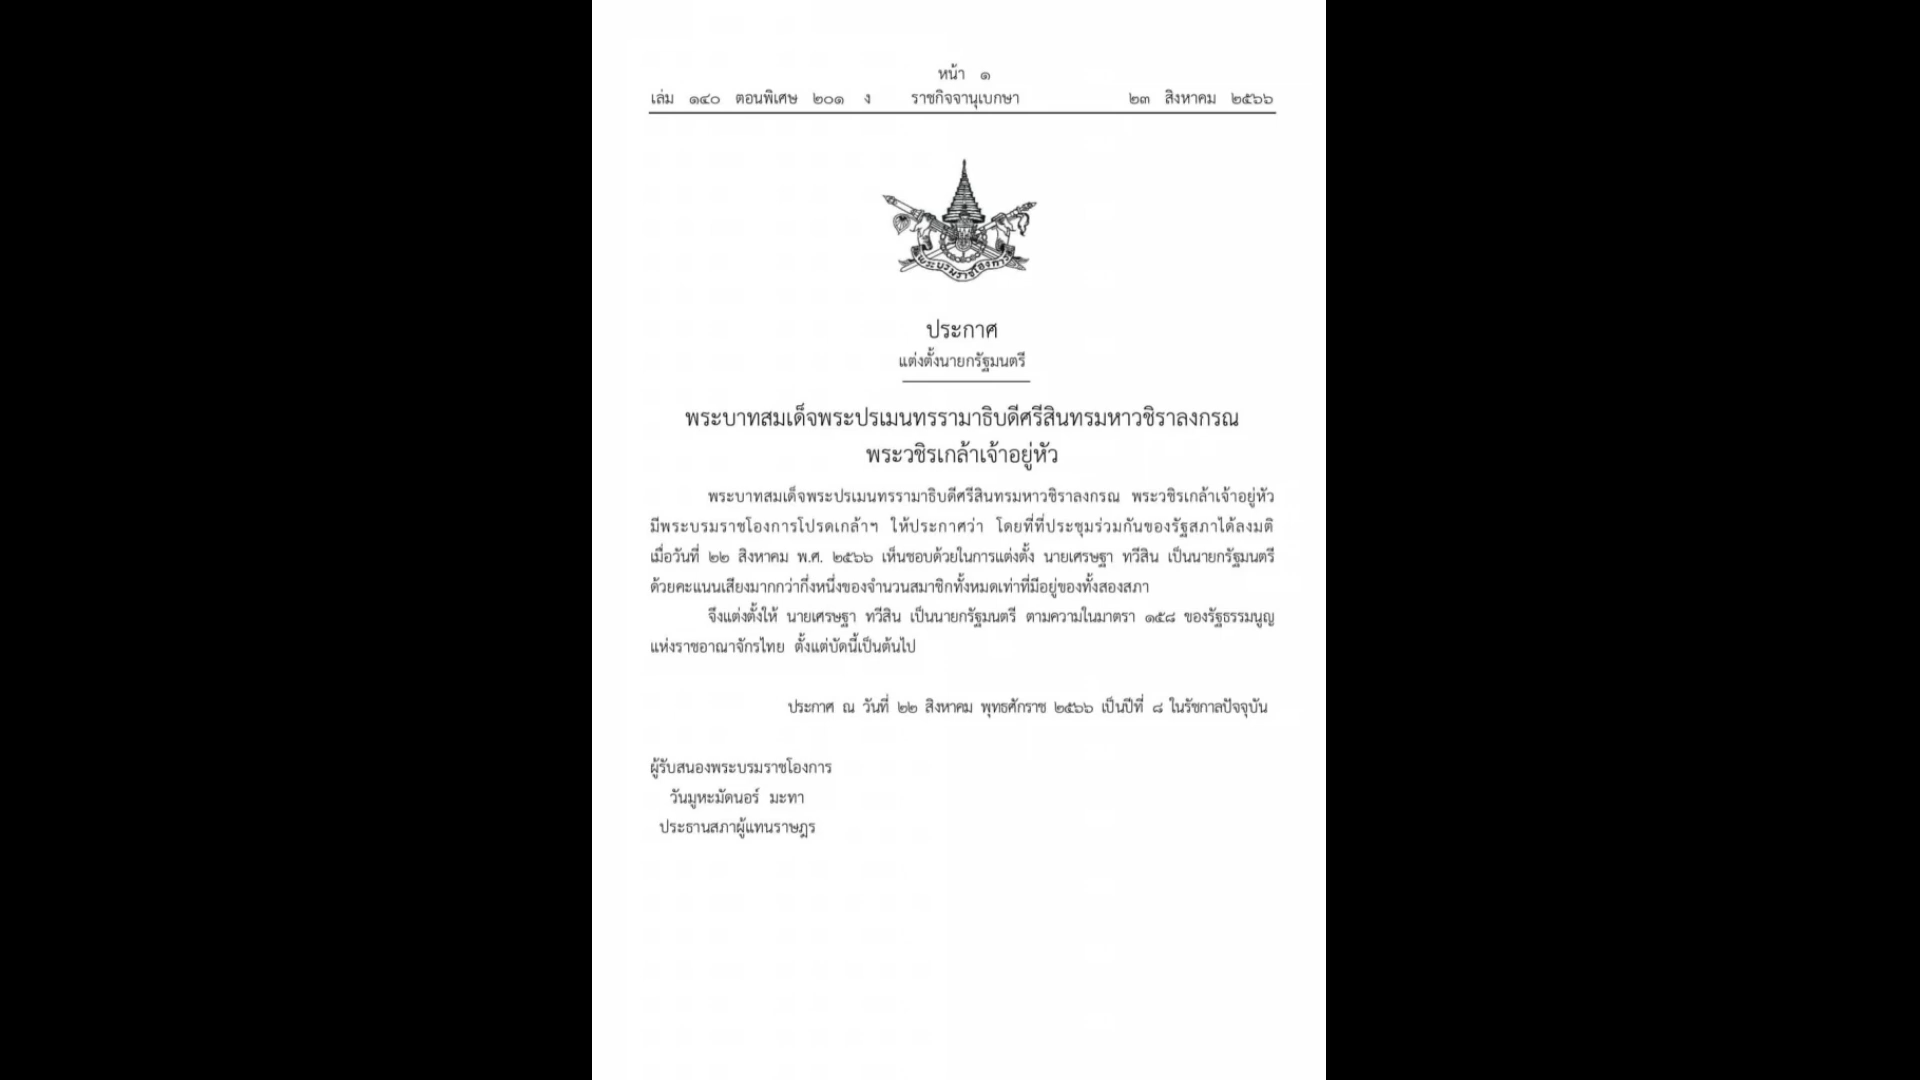 หน้า ๑
เล่ม ๑๔๐ ตอนพิเศษ ๒๐๑ ง ราชกิจจานุเบกษา ๒๓ สิงหาคม ๒๕๖๖
พระบรมราชโองการ
ประกาศ
แต่งตั้งนายกรัฐมนตรี
พระบาทสมเด็จพระปรเมนทรรามาธิบดีศรีสินทรมหาวชิราลงกรณ
พระวชิรเกล้าเจ้าอยู่หัว
พระบาทสมเด็จพระปรเมนทรรามาธิบดีศรีสินทรมหาวชิราลงกรณ พระวชิรเกล้าเจ้าอยู่หัว
มีพระบรมราชโองการโปรดเกล้าฯ ให้ประกาศว่า โดยที่ที่ประชุมร่วมกันของรัฐสภาได้ลงมติ
เมื่อวันที่ ๒๒ สิงหาคม พ.ศ. ๒๕๖๖ เห็นชอบด้วยในการแต่งตั้ง นายเศรษฐา ทวีสิน เป็นนายกรัฐมนตรี
ด้วยคะแนนเสียงมากกว่ากึ่งหนึ่งของจำนวนสมาชิกทั้งหมดเท่าที่มีอยู่ของทั้งสองสภา
จึงแต่งตั้งให้ นายเศรษฐา ทวีสิน เป็นนายกรัฐมนตรี ตามความในมาตรา ๑๕๘ ของรัฐธรรมนูญ
แห่งราชอาณาจักรไทย ตั้งแต่บัดนี้เป็นต้นไป
ประกาศ ณ วันที่ ๒๒ สิงหาคม พุทธศักราช ๒๕๖๖ เป็นปีที่ ๘ ในรัชกาลปัจจุบัน
ผู้รับสนองพระบรมราชโองการ
วันมูหะมัดนอร์ มะทา
ประธานสภาผู้แทนราษฎร